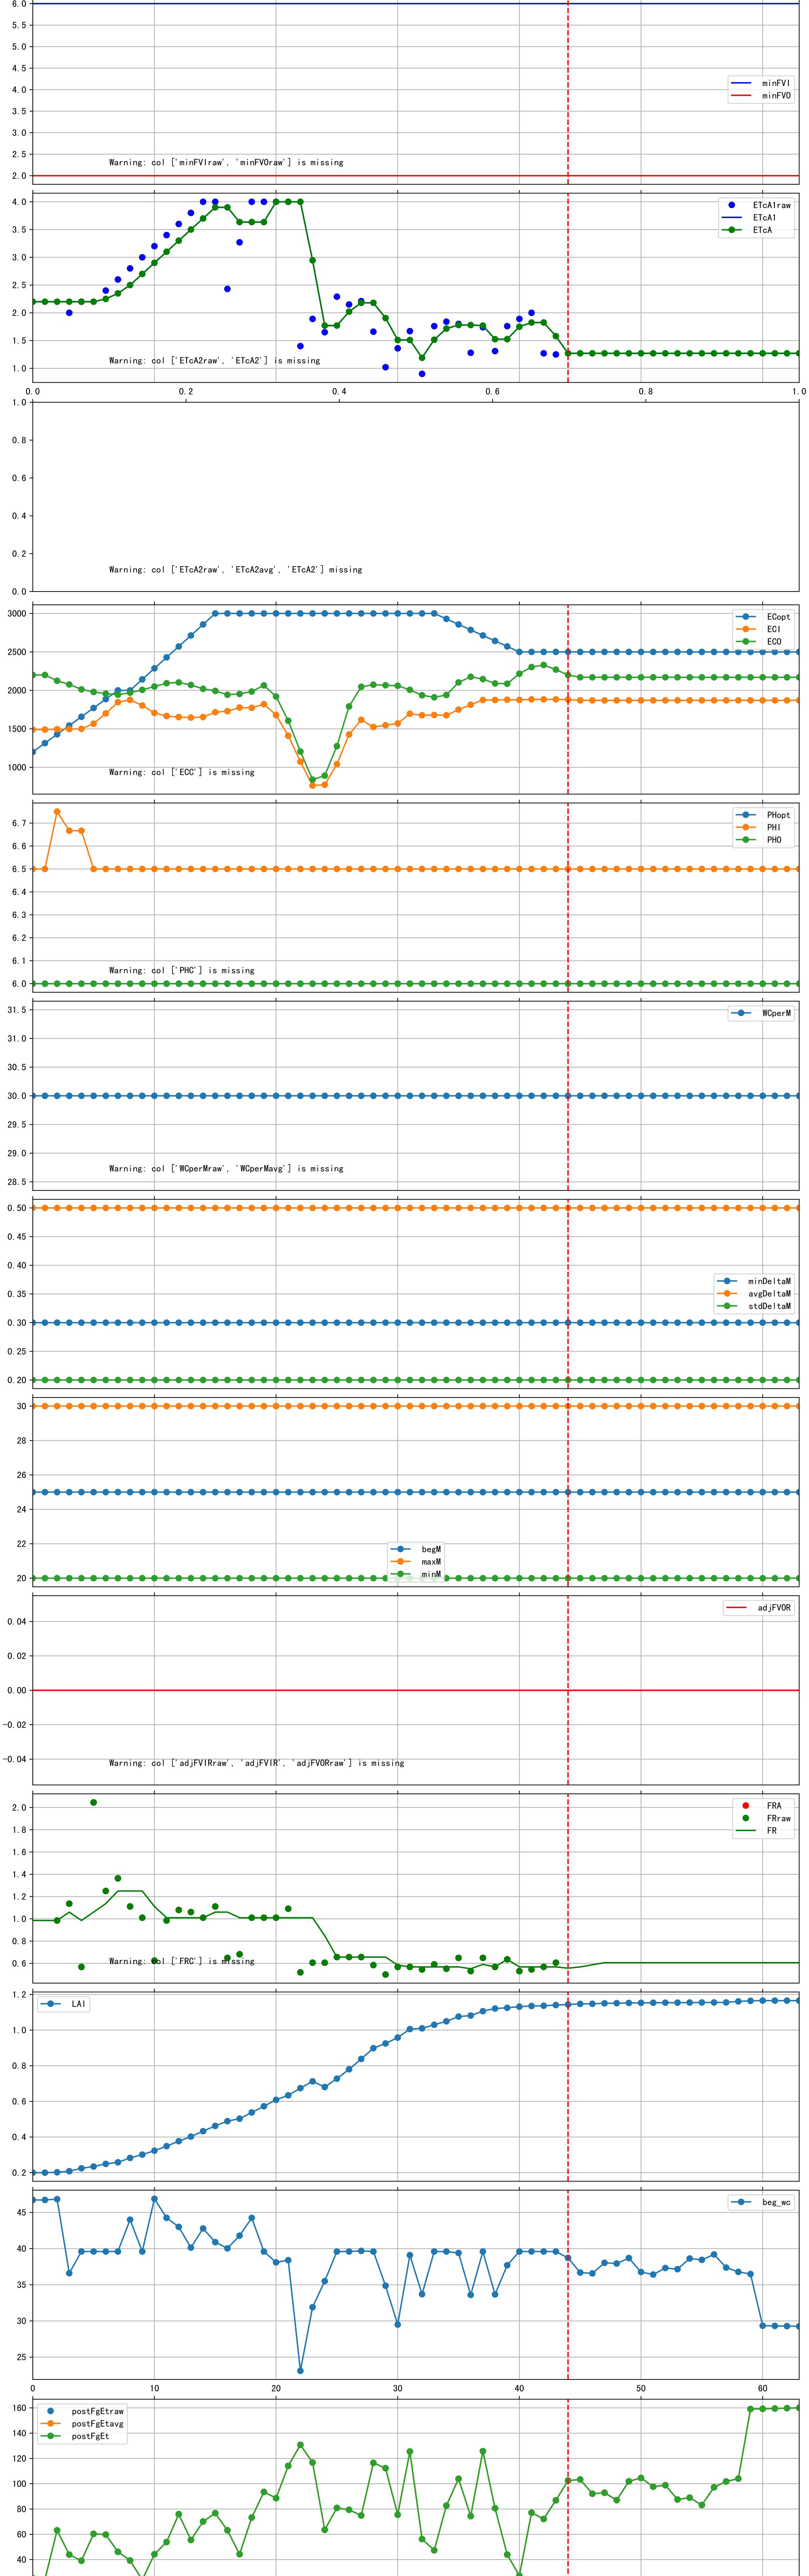 6.0
5.5
5.0
4.5
4.0
3.5
3.0
2.5
2.0
minFVI
minFVO
Warning: col ['minFVIraw', 'minFVOraw'] is missing
4.0
3.5
3.0
2.5
2.0
1.5
1.0
ETcA1raw
ETcA1
ETcA
Warning: col ['ETcA2raw', 'ETcA2'] is missing
0.0 0.2 0.4 0.6 0.8 1.0
1.0
0.8
0.6
0.4
0.2
0.0
Warning: col ['ETcA2raw', 'ETcA2avg', 'ETcA2'] missing
3000
2500
2000
1500
1000
ECopt
ECI
ECO
Warning: col ['ECC'] is missing
6.7
6.6
6.5
6.4
6.3
6.2
6.1
6.0
PHopt
PHI
PHO
Warning: col ['PHC'] is missing
31.5
31.0
30.5
30.0
29.5
29.0
28.5
WCperM
Warning: col ['WCperMraw', 'WCperMavg'] is missing
0.50
0.45
0.40
0.35
0.30
0.25
0.20
minDeltaM
avgDeltaM
stdDeltaM
30
28
26
24
22
20
begM
maxM
minM
0.04
0.02
0.00
−0.02
−0.04
adjFVOR
Warning: col ['adjFVIRraw', 'adjFVIR', 'adjFVORraw'] is missing
2.0
1.8
1.6
1.4
1.2
1.0
0.8
0.6
FRA
FRraw
FR
Warning: col ['FRC'] is missing
1.2
1.0
0.8
0.6
0.4
0.2
LAI
45
40
35
30
25
beg_wc
0 10 20 30 40 50 60
160
140
120
100
80
60
40
postFgEtraw
postFgEtavg
postFgEt